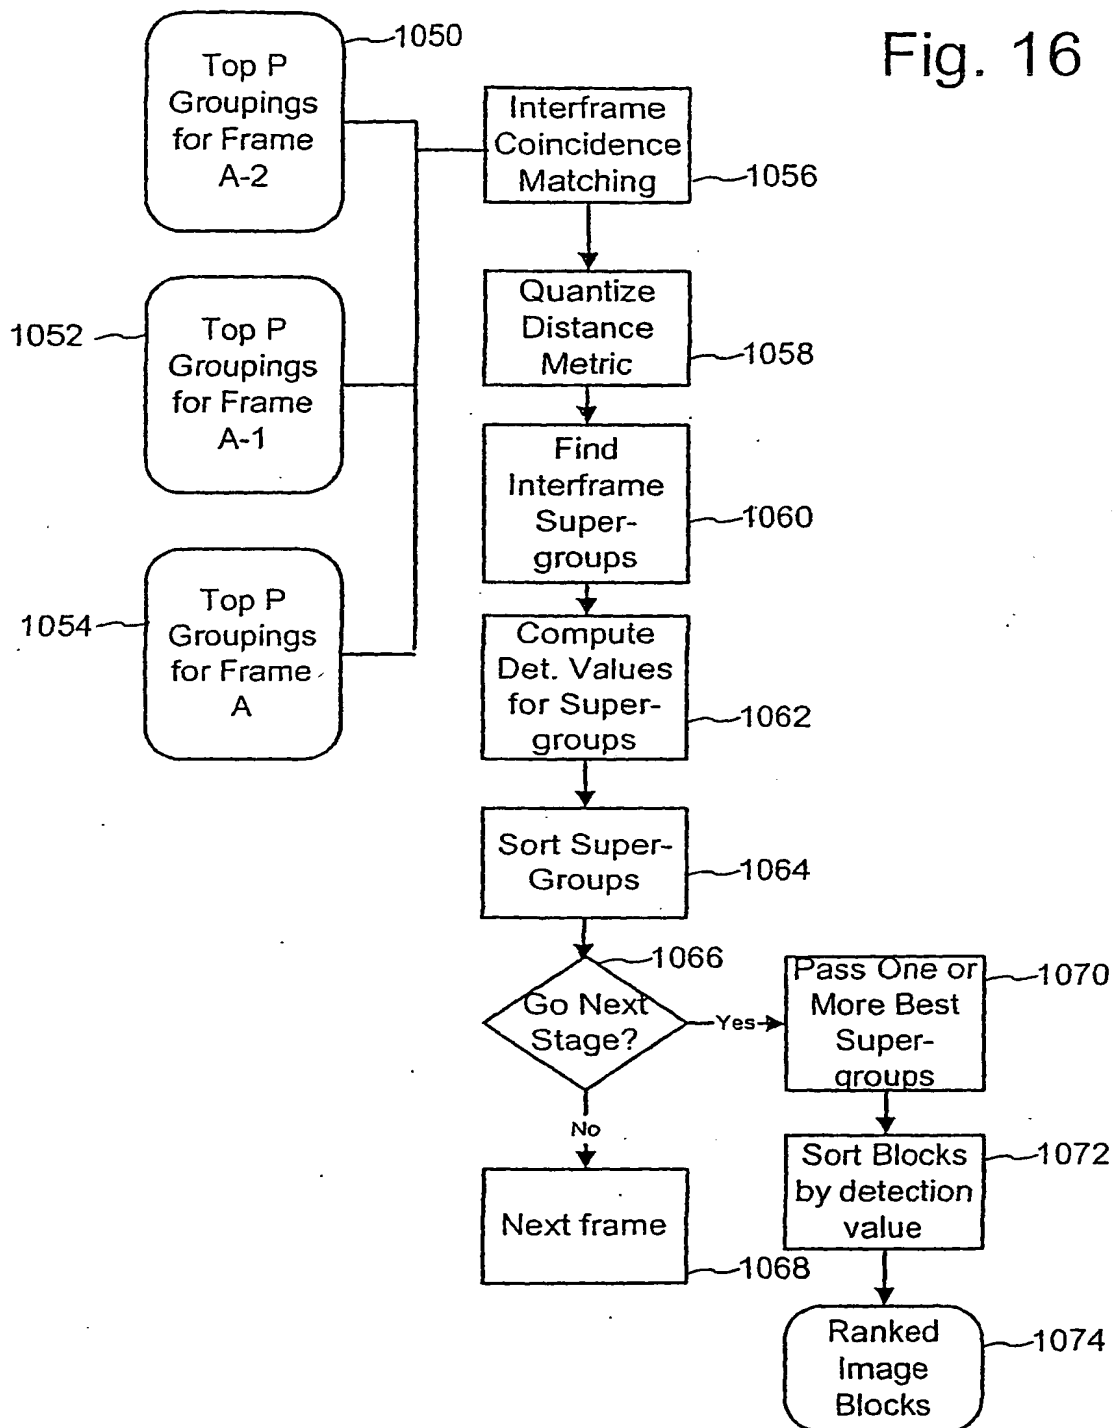 Fig. 16
Top P
Groupings
for Frame
A-2
1050
1052
Top P
Groupings
for Frame
A-1
1054
Top P
Groupings
for Frame
A
Interframe
Coincidence
Matching
1056
Quantize
Distance
Metric
1058
Find
Interframe
Super-
groups
1060
Compute
Det. Values
for Super-
groups
1062
Sort Super-
Groups
1064
1066
Go Next
Stage?
Yes
No
Next frame
1068
Pass One or
More Best
Super-
groups
1070
Sort Blocks
by detection
value
1072
Ranked
Image
Blocks
1074